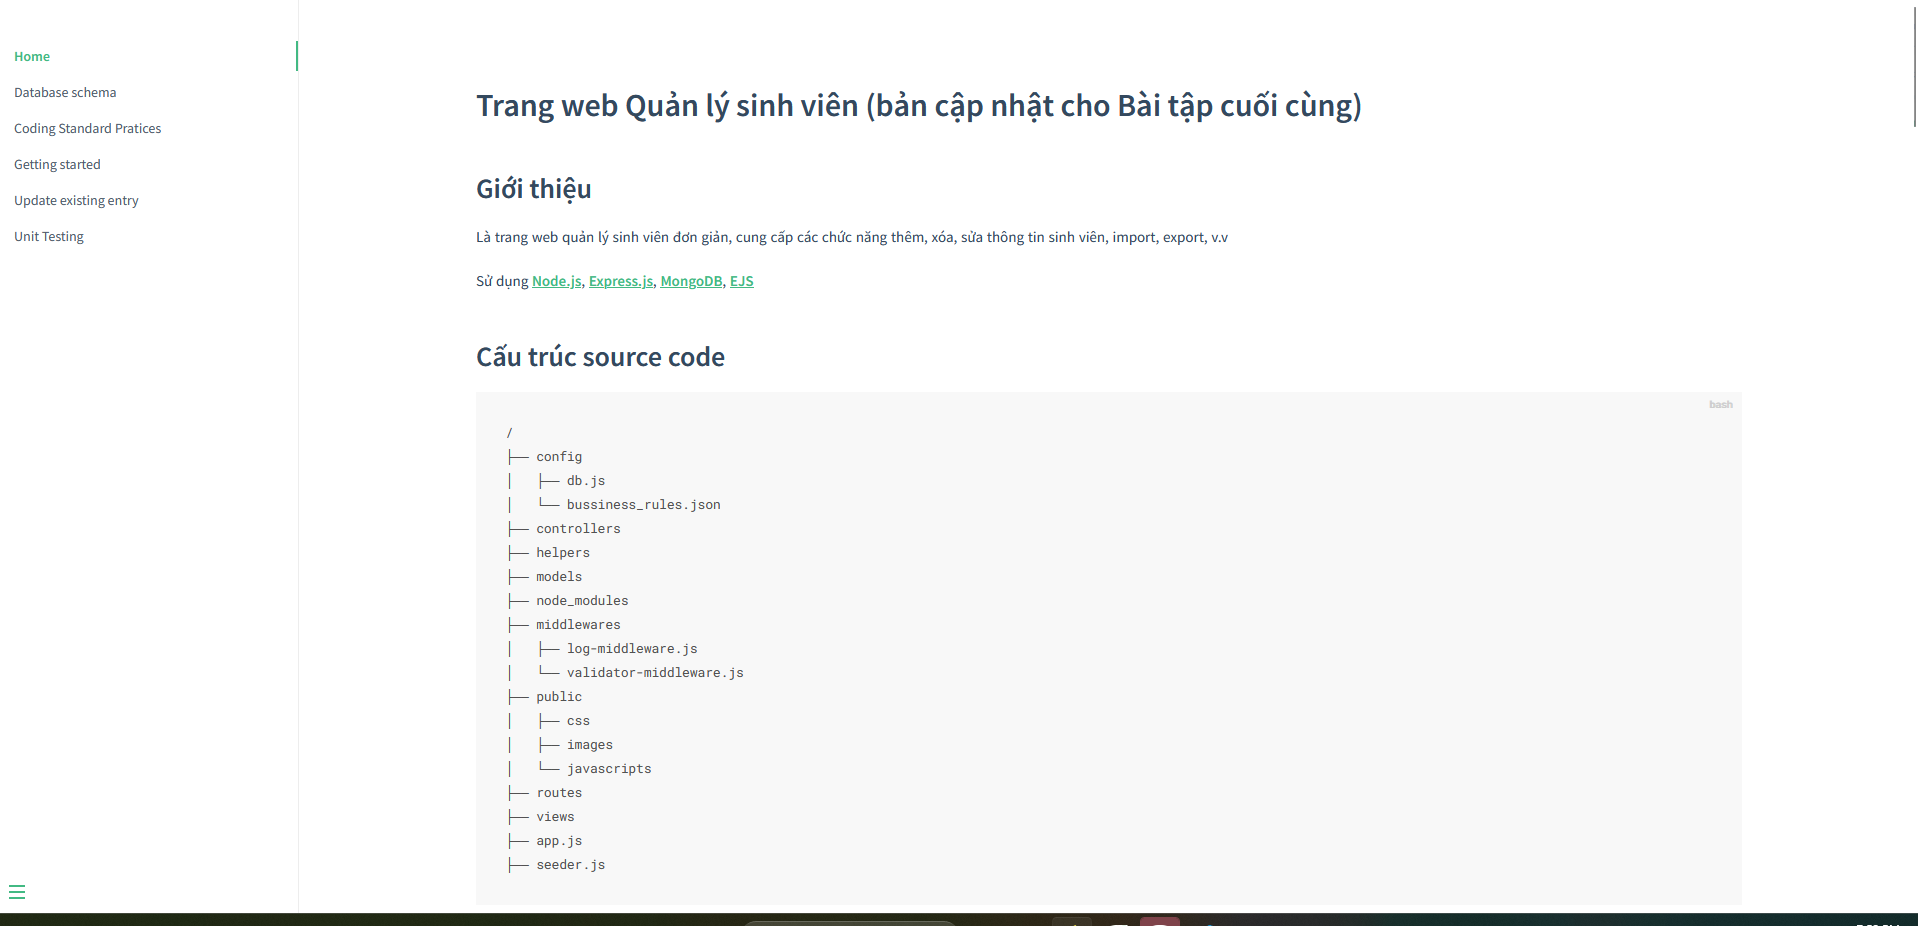 Home
Database schema
Coding Standard Pratices
Getting started
Update existing entry
Unit Testing
Trang web Quản lý sinh viên (bản cập nhật cho Bài tập cuối cùng)
Giới thiệu
Là trang web quản lý sinh viên đơn giản, cung cấp các chức năng thêm, xóa, sửa thông tin sinh viên, import, export, v.v
Sử dụng Node.js, Express.js, MongoDB, EJS
Cấu trúc source code
bash
/
├── config
│   ├── db.js
│   └── bussiness_rules.json
├── controllers
├── helpers
├── models
├── node_modules
├── middlewares
│   ├── log-middleware.js
│   └── validator-middleware.js
├── public
│   ├── css
│   ├── images
│   └── javascripts
├── routes
├── views
├── app.js
├── seeder.js